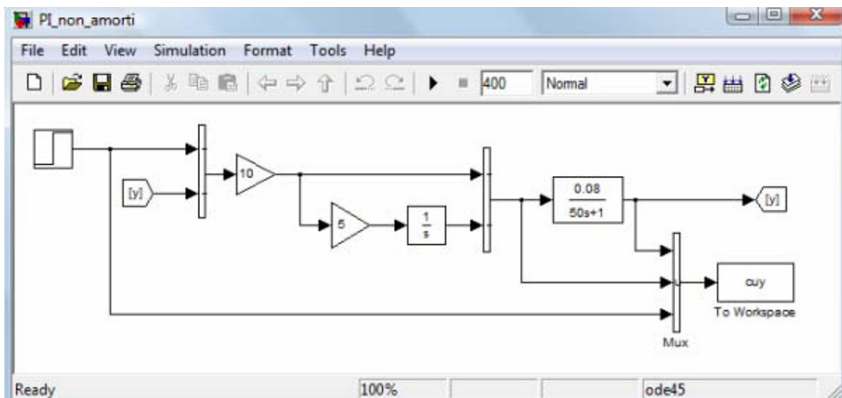 PI_non_amorti
File Edit View Simulation Format Tools Help
400 Normal
[y]
10
5
1
s
0.08
50s+1
[y]
cuy
To Workspace
Mux
Ready 100% ode45